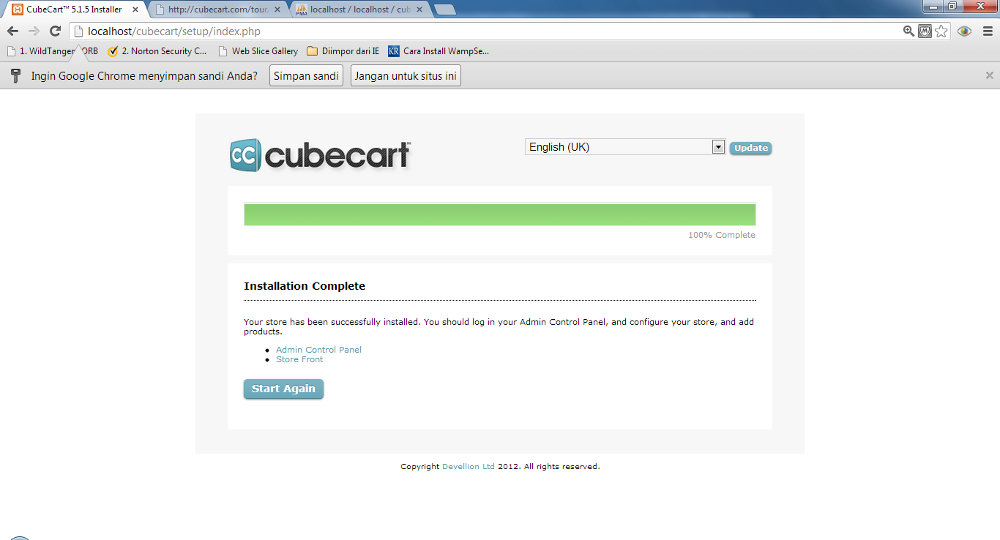 CubeCart™ 5.1.5 Installer
http://cubecart.com/tour
localhost / localhost / cub
localhost/cubecart/setup/index.php
1. WildTangen ORB
2. Norton Security C...
Web Slice Gallery
Diimpor dari IE
KR Cara Install WampSe...
Ingin Google Chrome menyimpan sandi Anda?
Simpan sandi
Jangan untuk situs ini
cc cubecart™
English (UK)
Update
100% Complete
Installation Complete
Your store has been successfully installed. You should log in your Admin Control Panel, and configure your store, and add
products.
Admin Control Panel
Store Front
Start Again
Copyright Devellion Ltd 2012. All rights reserved.